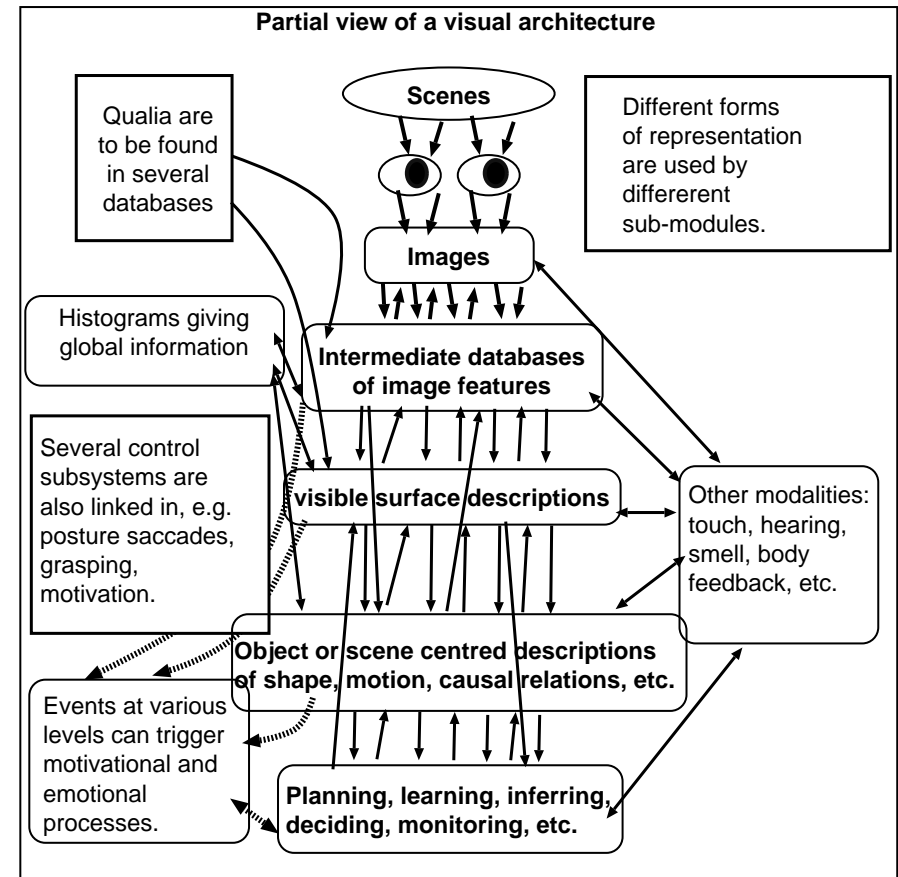 Partial view of a visual architecture
Qualia are
to be found
in several
databases
Scenes
Different forms
of representation
are used by
differerent
sub-modules.
Images
Histograms giving
global information
Intermediate databases
of image features
Several control
subsystems are
also linked in, e.g.
posture saccades,
grasping,
motivation.
visible surface descriptions
Other modalities:
touch, hearing,
smell, body
feedback, etc.
Object or scene centred descriptions
of shape, motion, causal relations, etc.
Events at various
levels can trigger
motivational and
emotional
processes.
Planning, learning, inferring,
deciding, monitoring, etc.